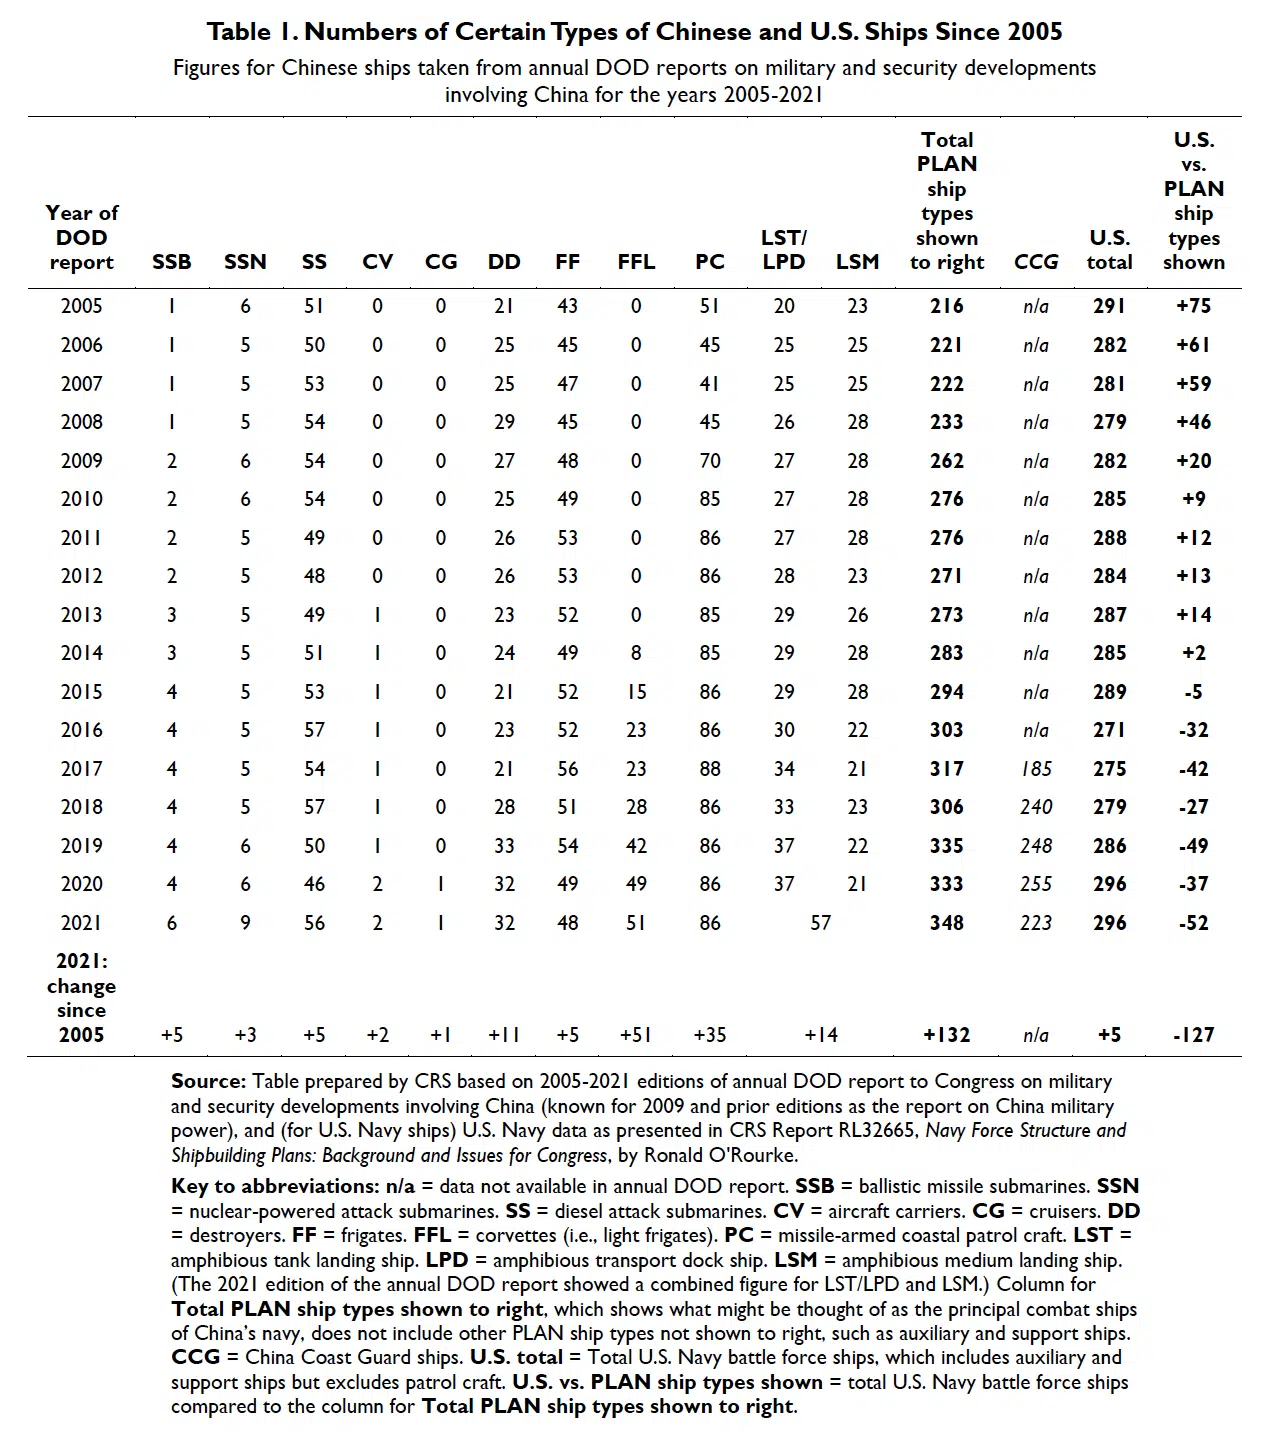 Table 1. Numbers of Certain Types of Chinese and U.S. Ships Since 2005
Figures for Chinese ships taken from annual DOD reports on military and security developments
involving China for the years 2005-2021
Year of DOD report SSB SSN SS CV CG DD FF FFL PC LST/LPD LSM Total PLAN ship types shown to right CCG U.S. total U.S. vs. PLAN ship types shown
2005 1 6 51 0 0 21 43 0 51 20 23 216 n/a 291 +75
2006 1 5 50 0 0 25 45 0 45 25 25 221 n/a 282 +61
2007 1 5 53 0 0 25 47 0 41 25 25 222 n/a 281 +59
2008 1 5 54 0 0 29 45 0 45 26 28 233 n/a 279 +46
2009 2 6 54 0 0 27 48 0 70 27 28 262 n/a 282 +20
2010 2 6 54 0 0 25 49 0 85 27 28 276 n/a 285 +9
2011 2 5 49 0 0 26 53 0 86 27 28 276 n/a 288 +12
2012 2 5 48 0 0 26 53 0 86 28 23 271 n/a 284 +13
2013 3 5 49 1 0 23 52 0 85 29 26 273 n/a 287 +14
2014 3 5 51 1 0 24 49 8 85 29 28 283 n/a 285 +2
2015 4 5 53 1 0 21 52 15 86 29 28 294 n/a 289 -5
2016 4 5 57 1 0 23 52 23 86 30 22 303 n/a 271 -32
2017 4 5 54 1 0 21 56 23 88 34 21 317 185 275 -42
2018 4 5 57 1 0 28 51 28 86 33 23 306 240 279 -27
2019 4 6 50 1 0 33 54 42 86 37 22 335 248 286 -49
2020 4 6 46 2 1 32 49 49 86 37 21 333 255 296 -37
2021 6 9 56 2 1 32 48 51 86 57 348 223 296 -52
2021: change since 2005 +5 +3 +5 +2 +1 +11 +5 +51 +35 +14 +132 n/a +5 -127
Source: Table prepared by CRS based on 2005-2021 editions of annual DOD report to Congress on military
and security developments involving China (known for 2009 and prior editions as the report on China military
power), and (for U.S. Navy ships) U.S. Navy data as presented in CRS Report RL32665, Navy Force Structure and
Shipbuilding Plans: Background and Issues for Congress, by Ronald O'Rourke.
Key to abbreviations: n/a = data not available in annual DOD report. SSB = ballistic missile submarines. SSN
= nuclear-powered attack submarines. SS = diesel attack submarines. CV = aircraft carriers. CG = cruisers. DD
= destroyers. FF = frigates. FFL = corvettes (i.e., light frigates). PC = missile-armed coastal patrol craft. LST =
amphibious tank landing ship. LPD = amphibious transport dock ship. LSM = amphibious medium landing ship.
(The 2021 edition of the annual DOD report showed a combined figure for LST/LPD and LSM.) Column for
Total PLAN ship types shown to right, which shows what might be thought of as the principal combat ships
of China's navy, does not include other PLAN ship types not shown to right, such as auxiliary and support ships.
CCG = China Coast Guard ships. U.S. total = Total U.S. Navy battle force ships, which includes auxiliary and
support ships but excludes patrol craft. U.S. vs. PLAN ship types shown = total U.S. Navy battle force ships
compared to the column for Total PLAN ship types shown to right.